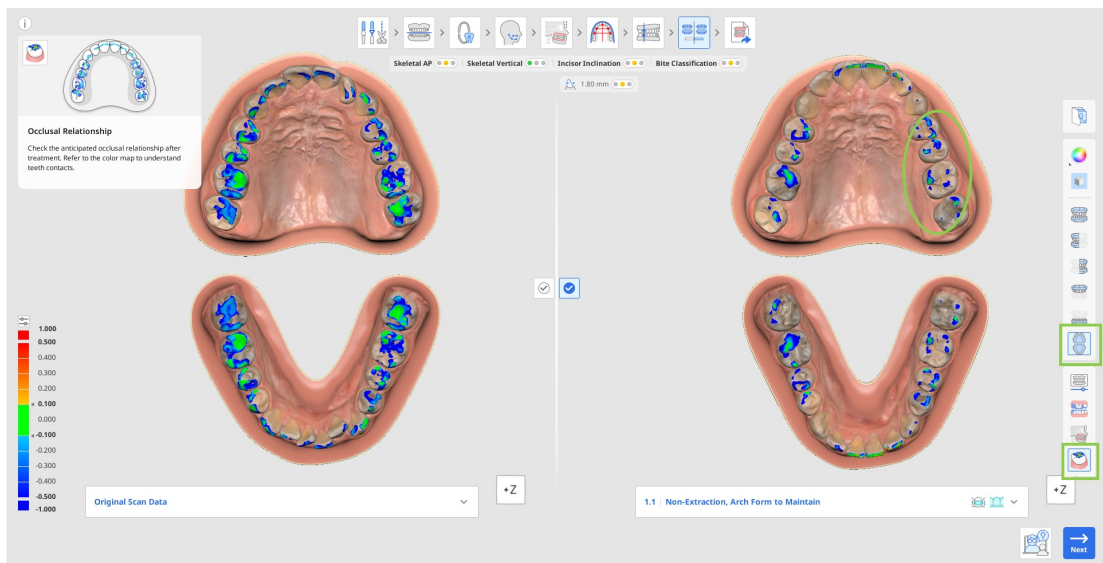 Skeletal AP
Skeletal Vertical
Incisor Inclination
Bite Classification
1.80 mm
Occlusal Relationship
Check the anticipated occlusal relationship after
treatment. Refer to the color map to understand
teeth contacts.
1.000
0.500
0.400
0.300
0.200
0.100
0.000
-0.100
-0.200
-0.300
-0.400
-0.500
-1.000
Original Scan Data
+Z
1.1 | Non-Extraction, Arch Form to Maintain
+Z
Next